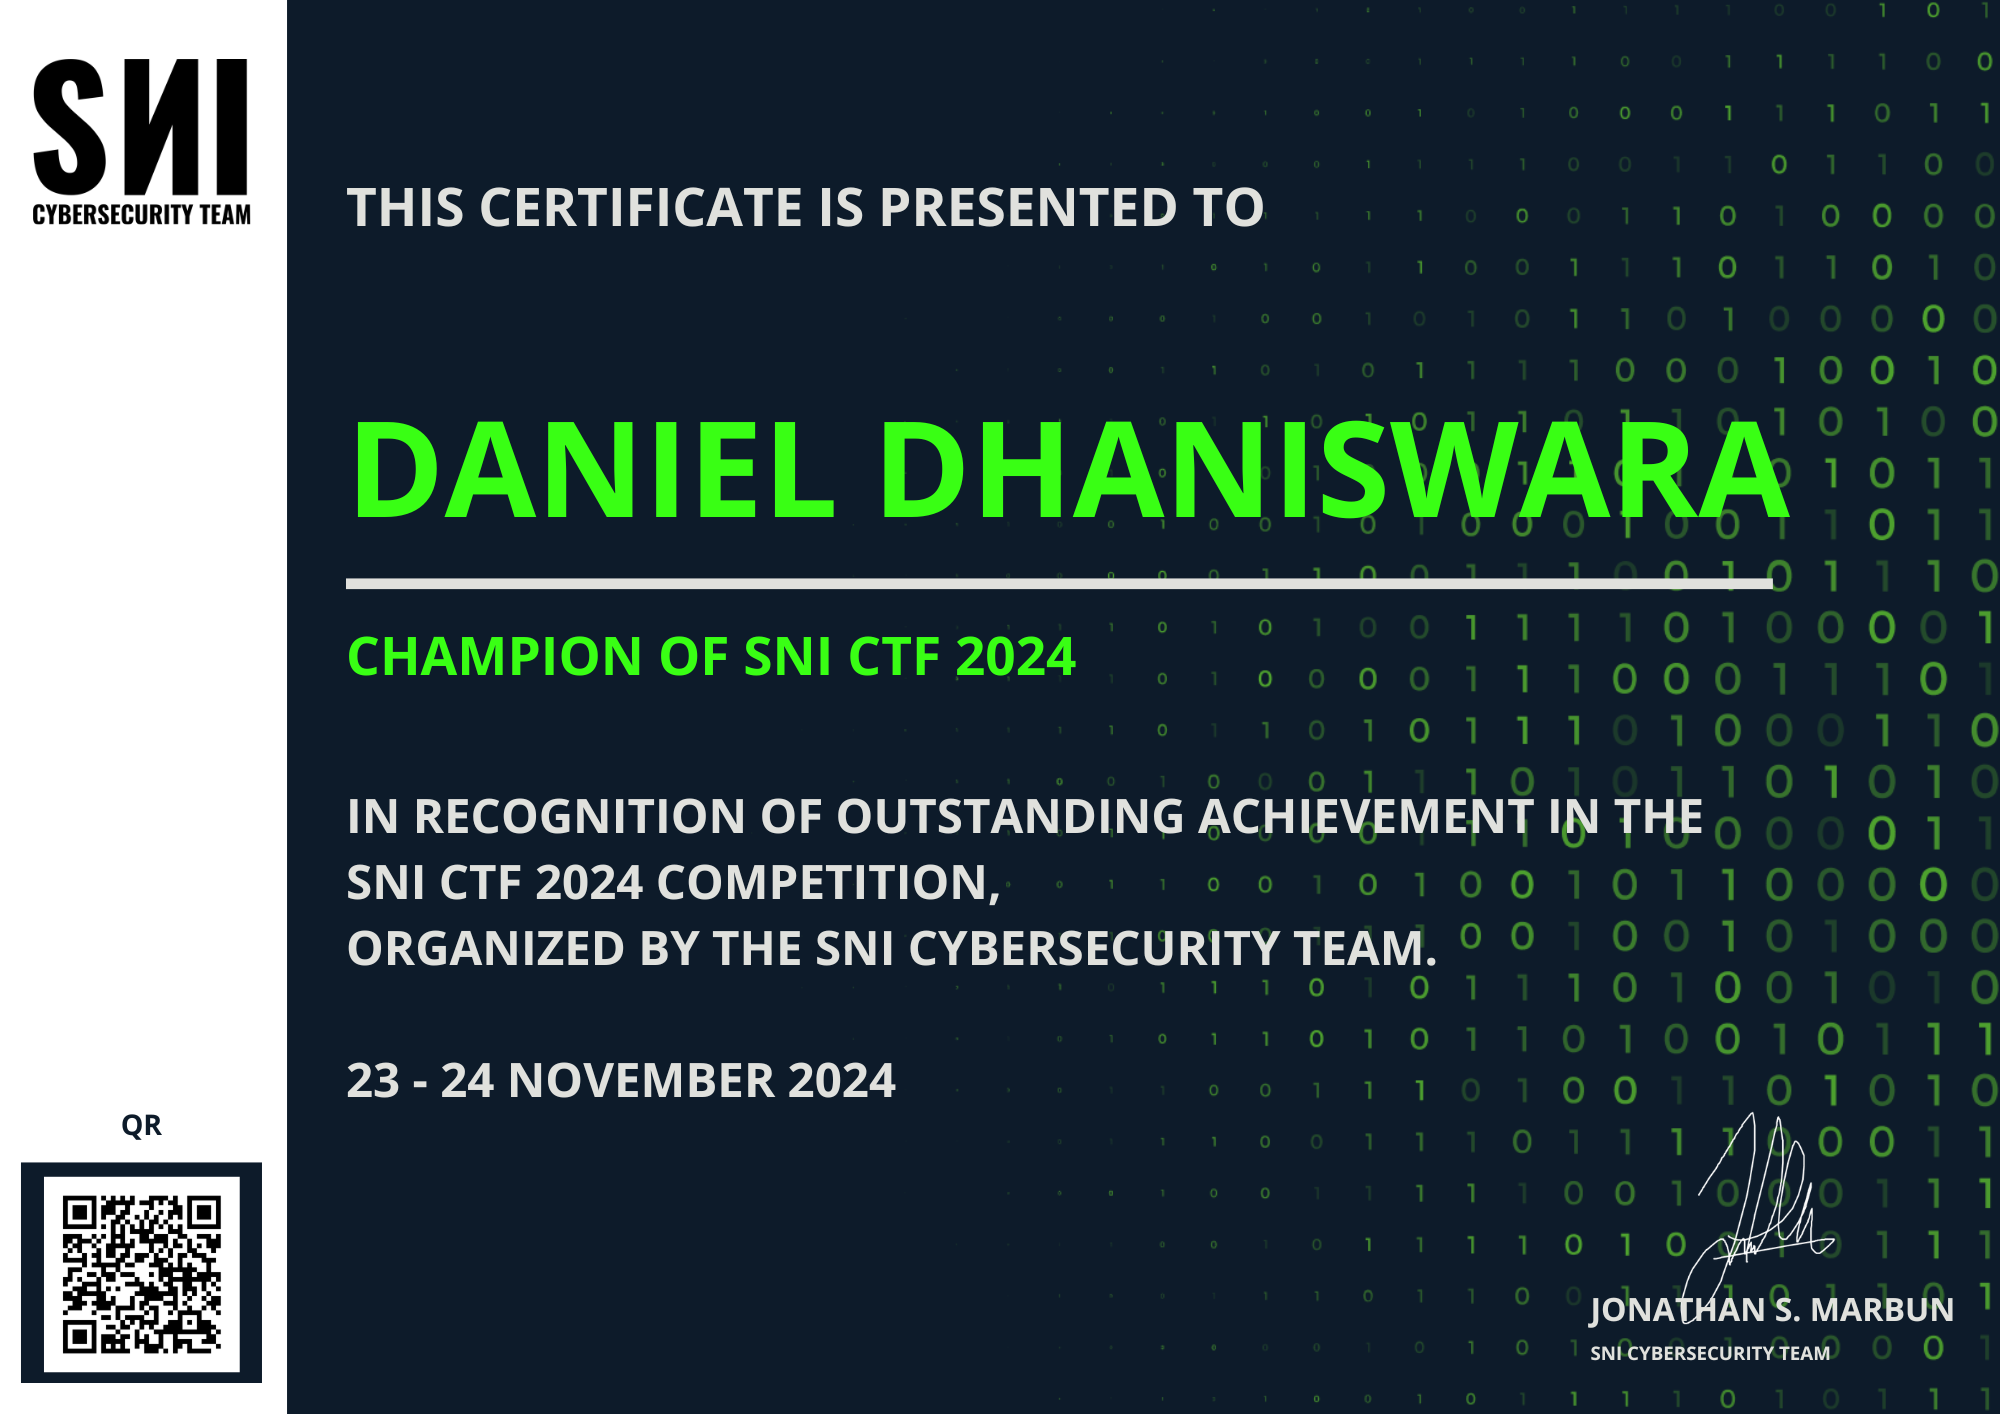 SNI
CYBERSECURITY TEAM
THIS CERTIFICATE IS PRESENTED TO
DANIEL DHANISWARA
CHAMPION OF SNI CTF 2024
IN RECOGNITION OF OUTSTANDING ACHIEVEMENT IN THE
SNI CTF 2024 COMPETITION,
ORGANIZED BY THE SNI CYBERSECURITY TEAM.
23 - 24 NOVEMBER 2024
QR
JONATHAN S. MARBUN
SNI CYBERSECURITY TEAM